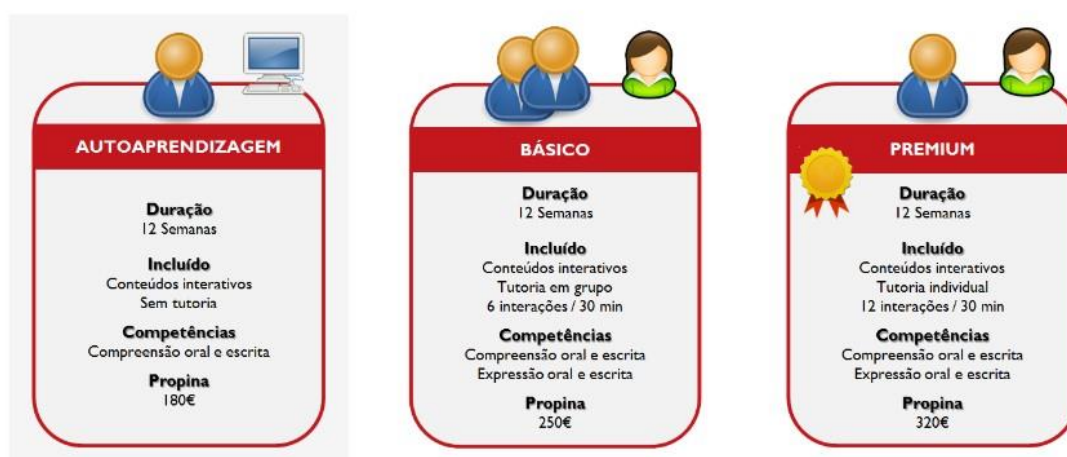 AUTOAPRENDIZAGEM
Duração
12 Semanas
Incluído
Conteúdos interativos
Sem tutoria
Competências
Compreensão oral e escrita
Propina
180€
BÁSICO
Duração
12 Semanas
Incluído
Conteúdos interativos
Tutoria em grupo
6 interações / 30 min
Competências
Compreensão oral e escrita
Expressão oral e escrita
Propina
250€
PREMIUM
Duração
12 Semanas
Incluído
Conteúdos interativos
Tutoria individual
12 interações / 30 min
Competências
Compreensão oral e escrita
Expressão oral e escrita
Propina
320€